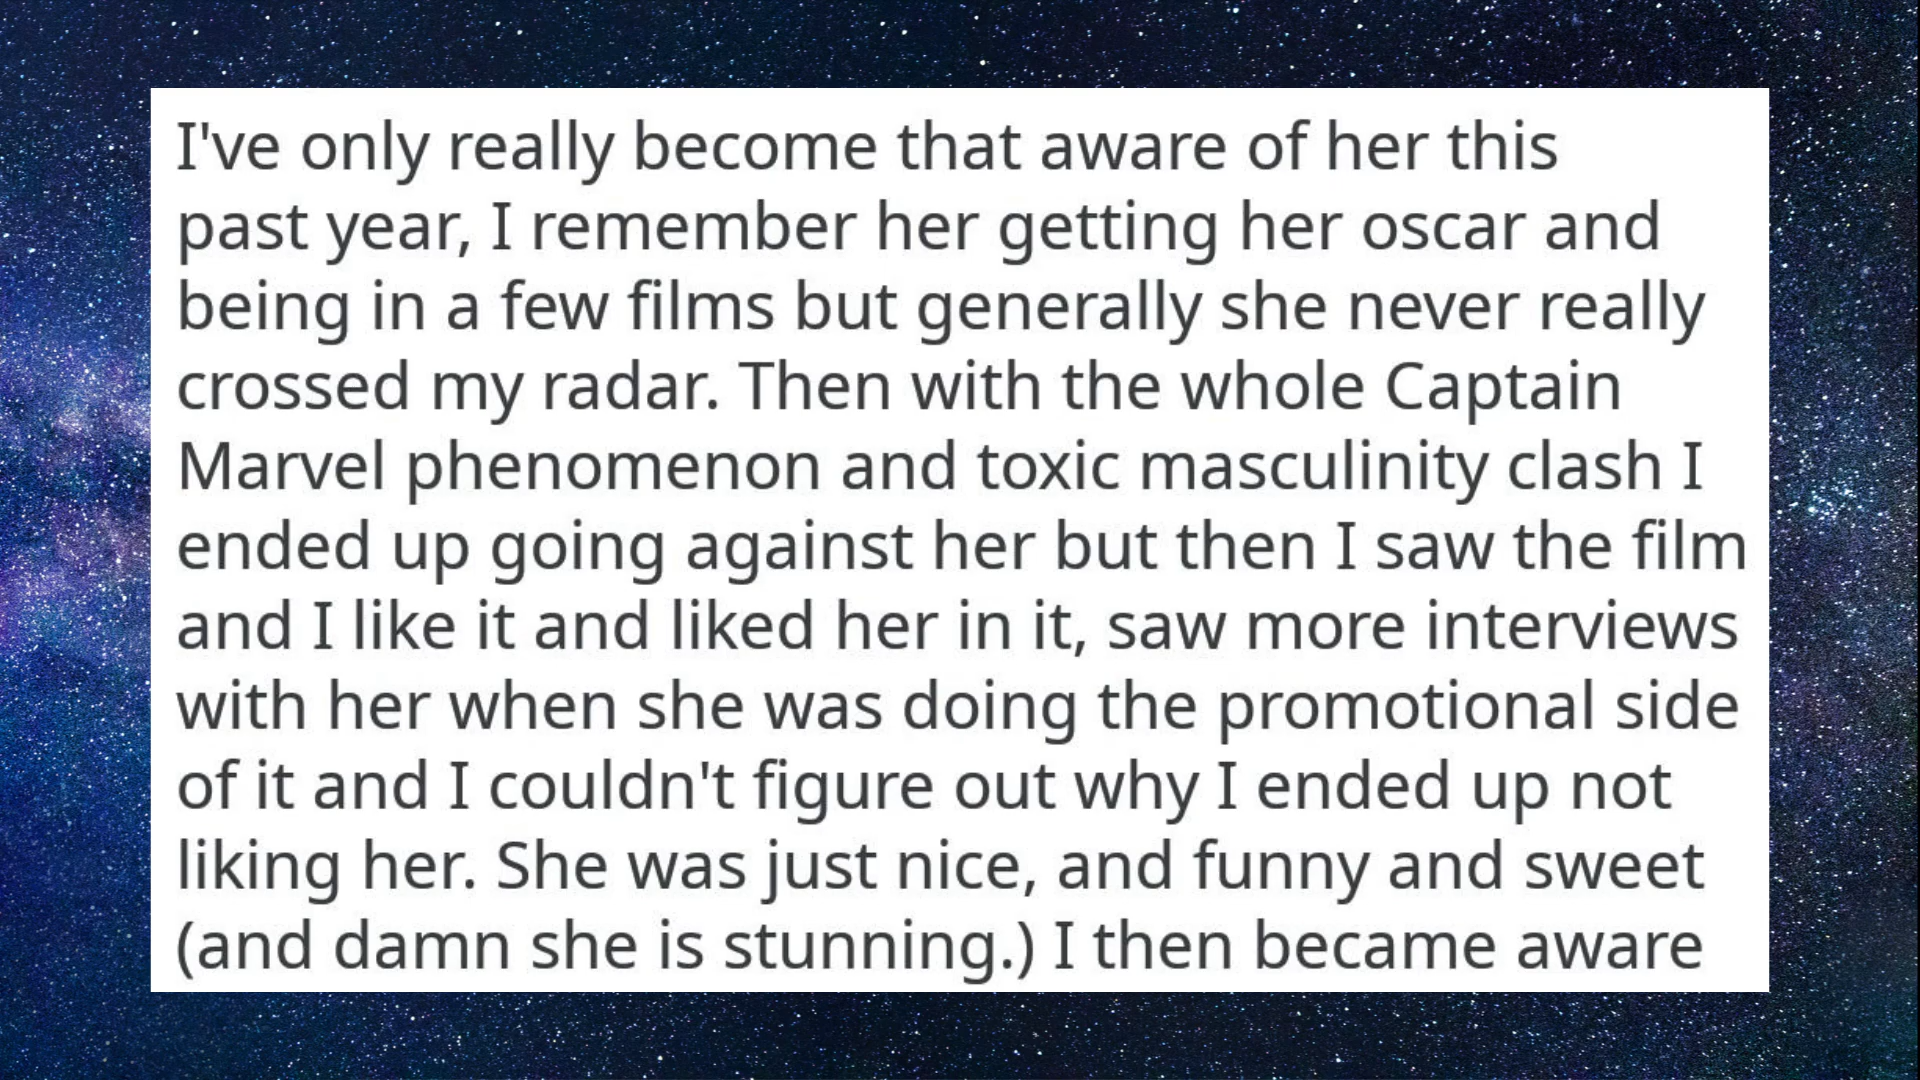 I've only really become that aware of her this
past year, I remember her getting her oscar and
being in a few films but generally she never really
crossed my radar. Then with the whole Captain
Marvel phenomenon and toxic masculinity clash I
ended up going against her but then I saw the film
and I like it and liked her in it, saw more interviews
with her when she was doing the promotional side
of it and I couldn't figure out why I ended up not
liking her. She was just nice, and funny and sweet
(and damn she is stunning.) I then became aware